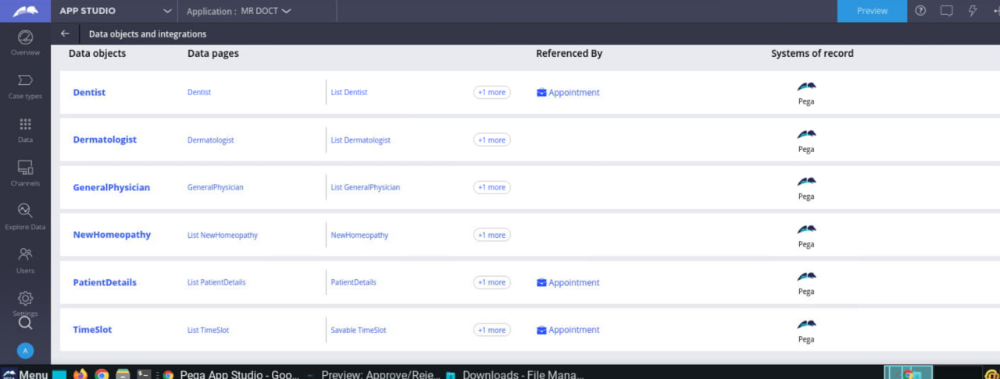 APP STUDIO
Application : MR DOCT
Preview
Data objects and integrations
Overview
Case types
Data
Channels
Explore Data
Users
Settings
A
Data objects Data pages Referenced By Systems of record
Dentist Dentist List Dentist +1 more Appointment Pega
Dermatologist Dermatologist List Dermatologist +1 more Pega
GeneralPhysician GeneralPhysician List GeneralPhysician +1 more Pega
NewHomeopathy List NewHomeopathy NewHomeopathy +1 more Pega
PatientDetails List PatientDetails PatientDetails +1 more Appointment Pega
TimeSlot List TimeSlot Savable TimeSlot +1 more Appointment Pega
Menu Pega App Studio - Goo... Preview: Approve/Reje... Downloads - File Mana...